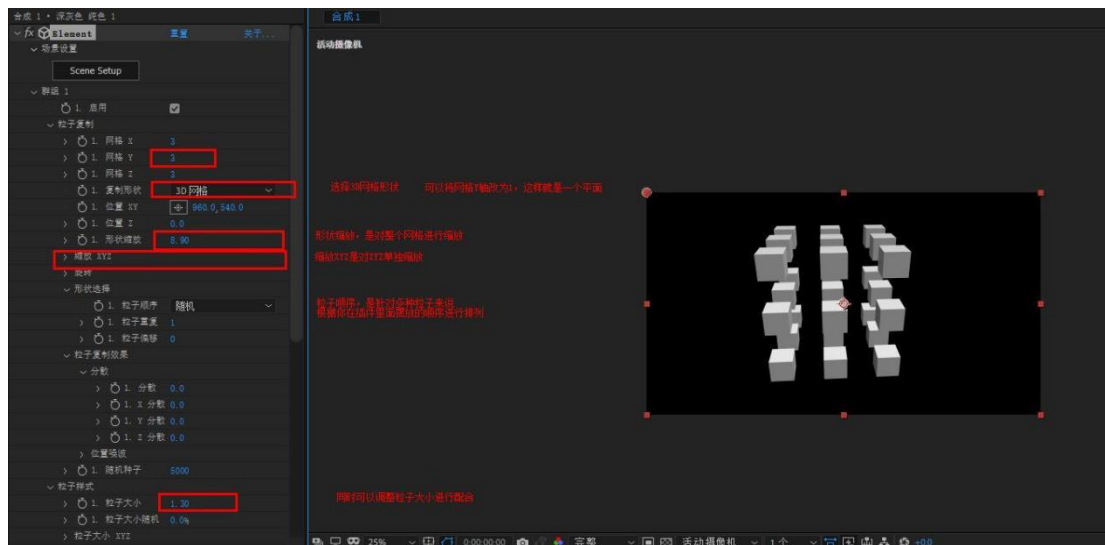 合成 1 • 深灰色 纯色 1
fx Element 重置 关于...
场景设置
Scene Setup
群组 1
1. 启用
粒子复制
1. 网格 X 3
1. 网格 Y 3
1. 网格 Z 3
1. 复制形状 3D 网格
1. 位置 XY 960.0, 540.0
1. 位置 Z 0.0
1. 形状缩放 8.90
缩放 XYZ
旋转
形状选择
1. 粒子顺序 随机
1. 粒子重复 1
1. 粒子偏移 0
粒子复制效果
分散
1. 分散 0.0
1. X 分散 0.0
1. Y 分散 0.0
1. Z 分散 0.0
位置噪波
1. 随机种子 5000
粒子样式
1. 粒子大小 1.30
1. 粒子大小随机 0.0%
粒子大小 XYZ
合成1
活动摄像机
选择3D网格形状 可以将网格Y轴改为1，这样就是一个平面
形状缩放，是对整个网格进行缩放
缩放XYZ是对XYZ单独缩放
粒子顺序，是针对多种粒子来说
根据你在插件里面摆放的顺序进行排列
同时可以调整粒子大小进行配合
25% 0:00:00:00 完整 活动摄像机 1个 +0.0